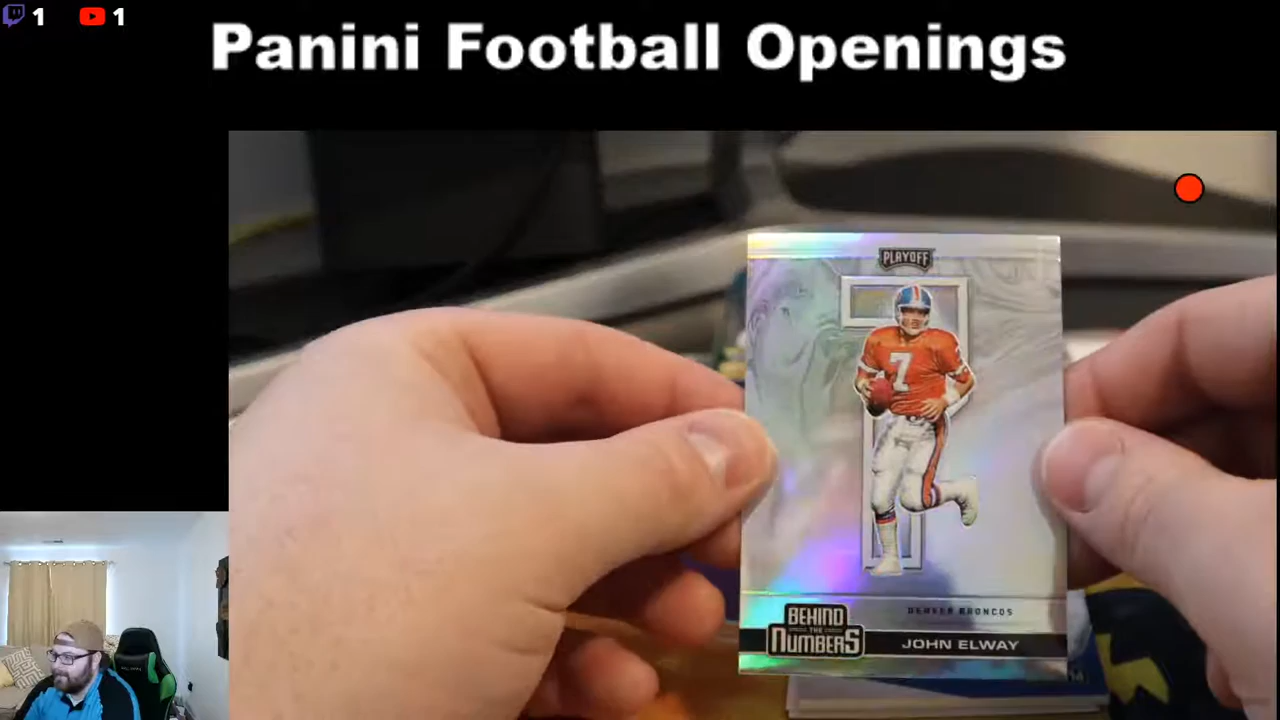 1 1
Panini Football Openings
PLAYOFF
7
DENVER BRONCOS
BEHIND
THE
NUMBERS
JOHN ELWAY